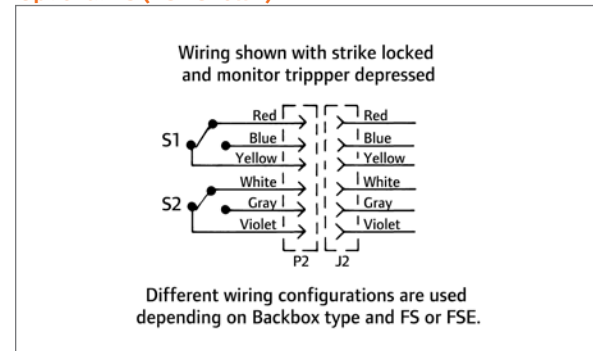 Wiring shown with strike locked
and monitor trippper depressed
Red
Red
S1
Blue
Blue
Yellow
Yellow
White
White
S2
Gray
Gray
Violet
Violet
P2
J2
Different wiring configurations are used
depending on Backbox type and FS or FSE.